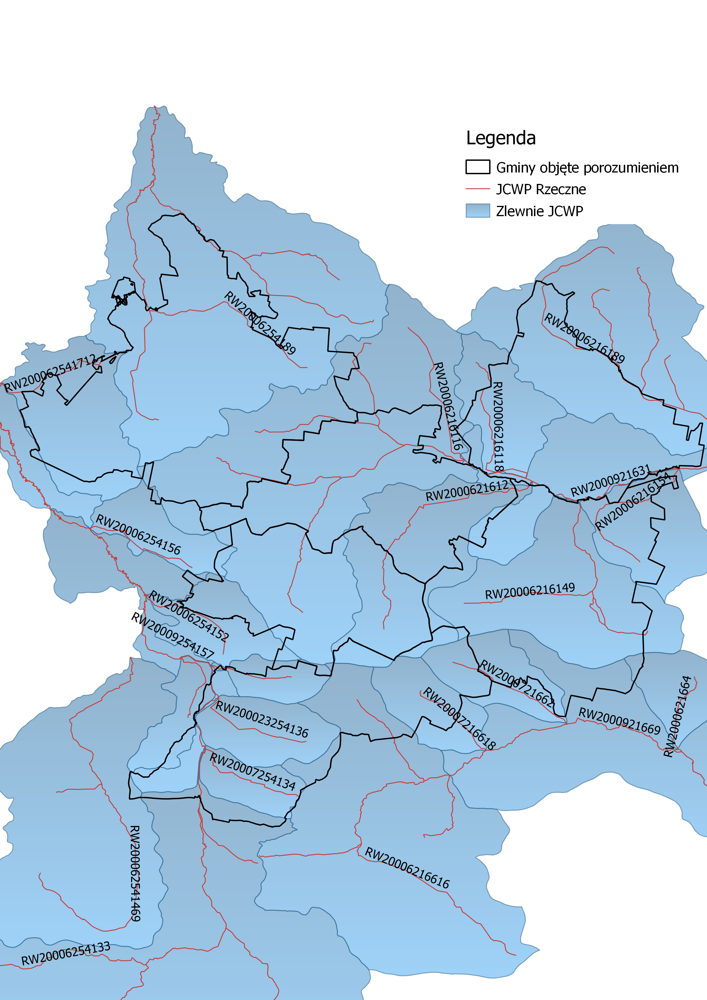 Legenda
Gminy objęte porozumieniem
JCWP Rzeczne
Zlewnie JCWP
RW20006254189
RW20006216189
RW200062541712
RW20006216116
RW20006216118
RW2000921631
RW2000621612
RW20006216154
RW20006254156
RW20006216149
RW20006254152
RW20009254157
RW2000721662
RW2000621664
RW20007216618
RW200023254136
RW2000921669
RW20007254134
RW200062541469
RW20006216616
RW20006254133